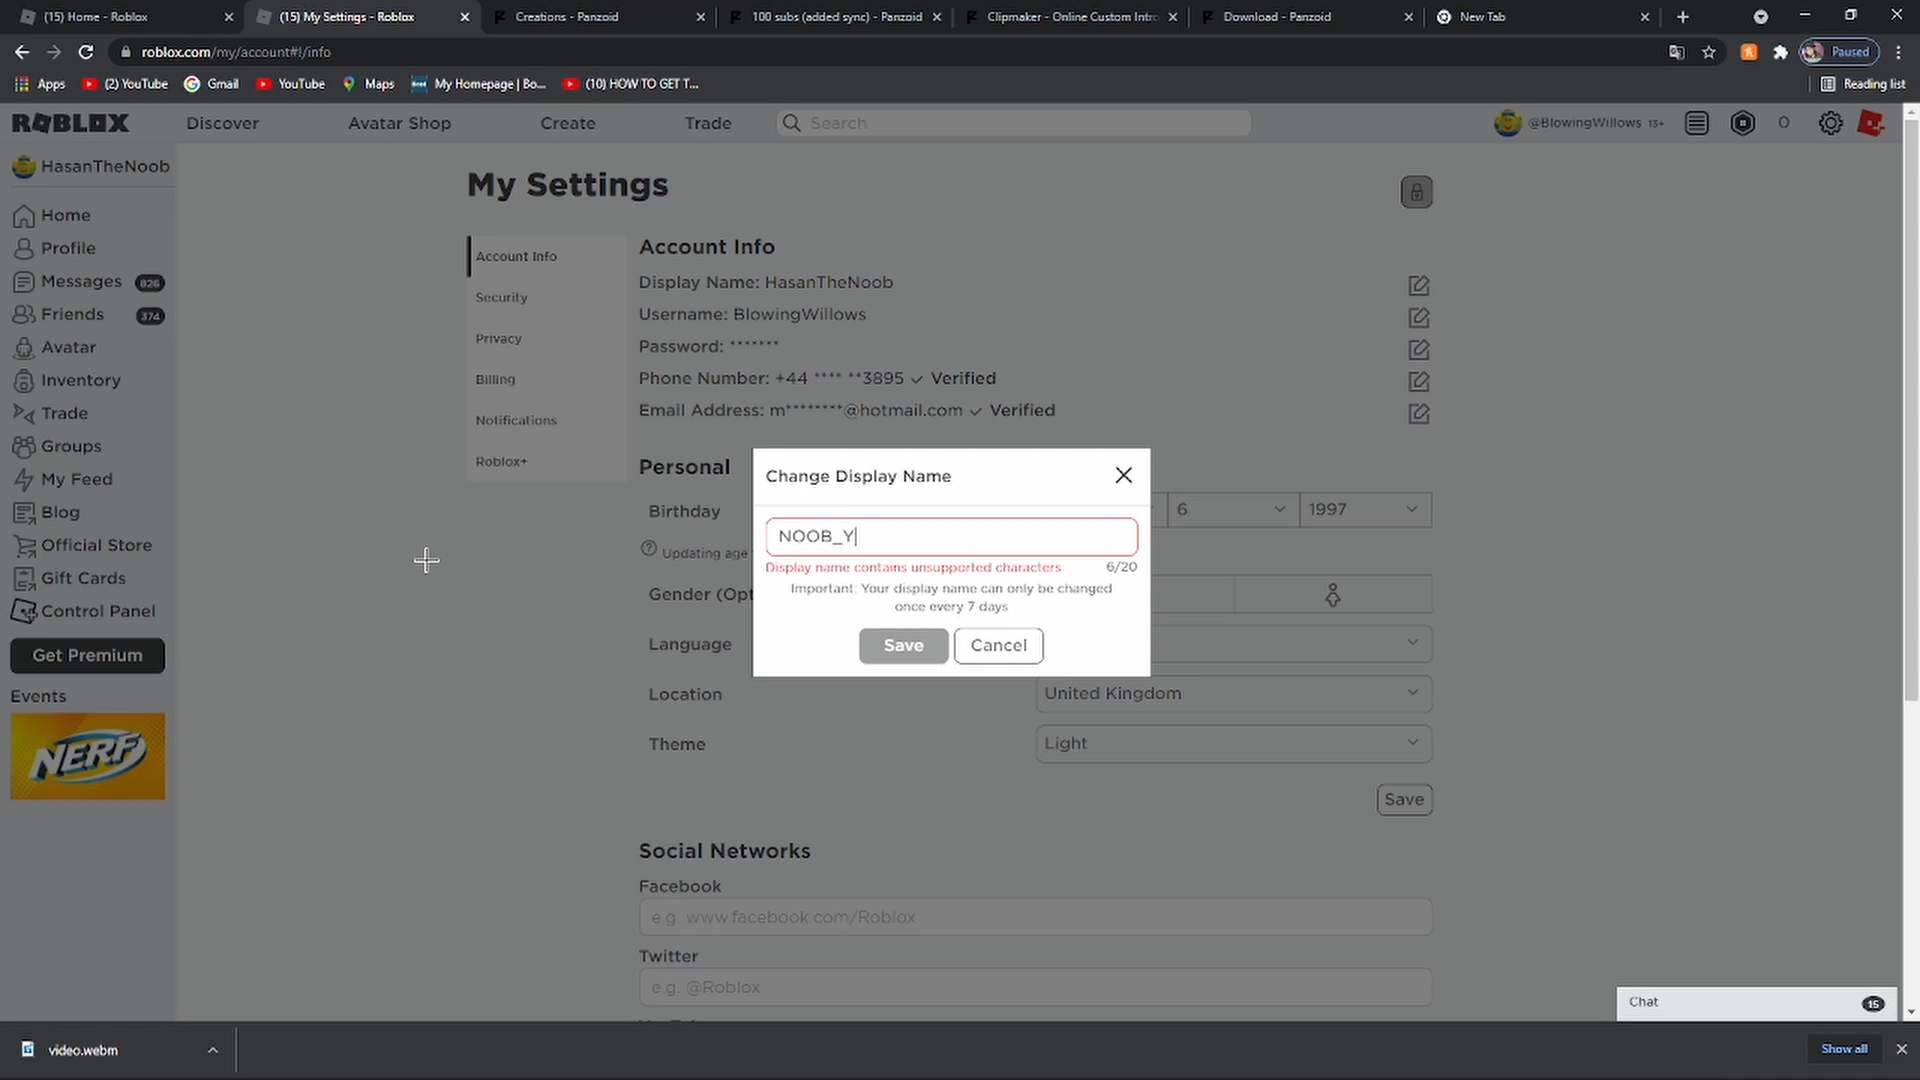 (15) Home - Roblox
(15) My Settings - Roblox
Creations - Panzoid
100 subs (added sync) - Panzoid
Clipmaker - Online Custom Intro
Download - Panzoid
New Tab
roblox.com/my/account#!/info
Paused
Apps
(2) YouTube
Gmail
YouTube
Maps
My Homepage | Bo...
(10) HOW TO GET T...
Reading list
ROBLOX
Discover
Avatar Shop
Create
Trade
Search
@BlowingWillows 13+
0
HasanTheNoob
Home
Profile
Messages 826
Friends 374
Avatar
Inventory
Trade
Groups
My Feed
Blog
Official Store
Gift Cards
Control Panel
Get Premium
Events
NERF
My Settings
Account Info
Security
Privacy
Billing
Notifications
Roblox+
Account Info
Display Name: HasanTheNoob
Username: BlowingWillows
Password: *******
Phone Number: +44 **** **3895 ✓ Verified
Email Address: m********@hotmail.com ✓ Verified
Personal
Birthday
6
1997
Updating age
Gender (Opt
Language
Location
United Kingdom
Theme
Light
Save
Change Display Name
NOOB_Y
Display name contains unsupported characters
6/20
Important: Your display name can only be changed
once every 7 days
Save
Cancel
Social Networks
Facebook
e.g. www.facebook.com/Roblox
Twitter
e.g. @Roblox
Chat
15
video.webm
Show all